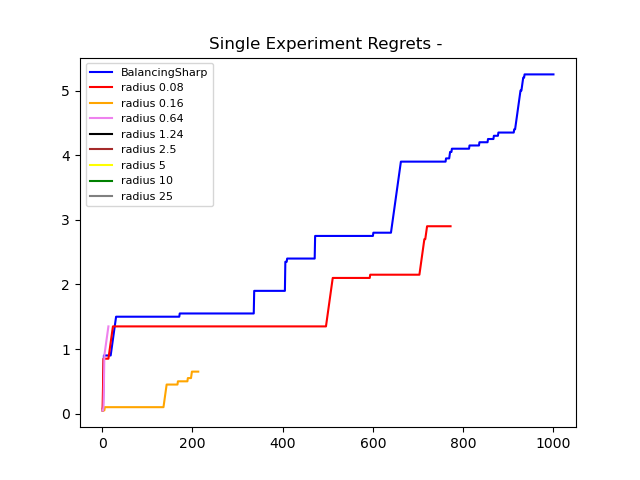 Single Experiment Regrets -
BalancingSharp
radius 0.08
radius 0.16
radius 0.64
radius 1.24
radius 2.5
radius 5
radius 10
radius 25
5
4
3
2
1
0
0 200 400 600 800 1000